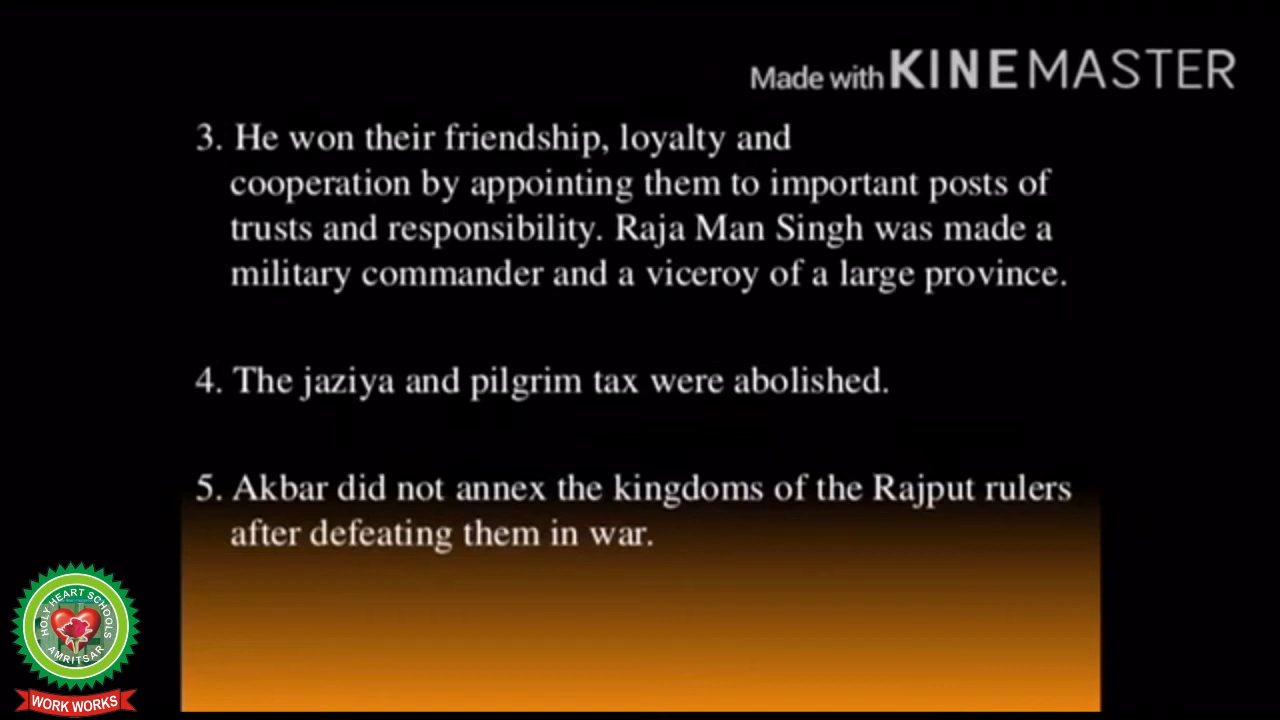 Made with KINEMASTER
3. He won their friendship, loyalty and
cooperation by appointing them to important posts of
trusts and responsibility. Raja Man Singh was made a
military commander and a viceroy of a large province.
4. The jaziya and pilgrim tax were abolished.
5. Akbar did not annex the kingdoms of the Rajput rulers
after defeating them in war.
HOLY HEART SCHOOLS
AMRITSAR
WORK WORKS